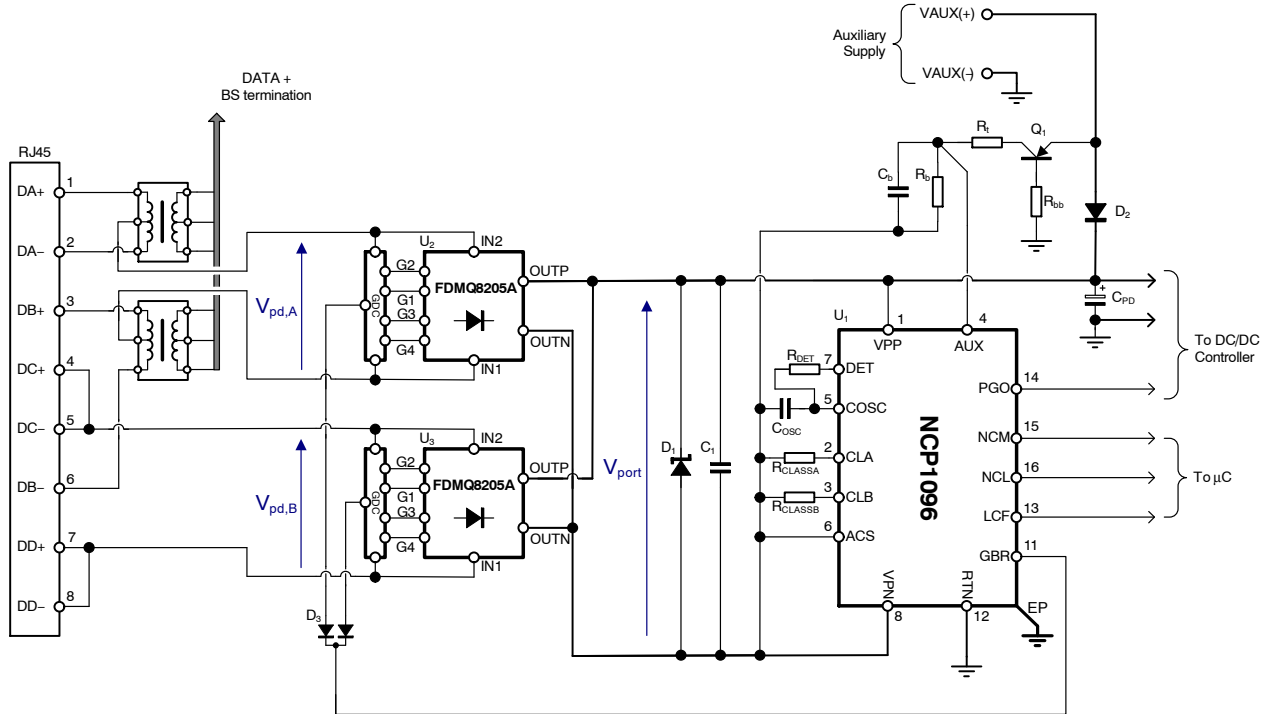 VAUX(+)
Auxiliary
Supply
VAUX(-)
DATA +
BS termination
RJ45
DA+ 1
DA− 2
DB+ 3
DC+ 4
DC− 5
DB− 6
DD+ 7
DD− 8
Vpd,A
Vpd,B
GDC
G2
G1
G3
G4
U2
IN2
FDMQ8205A
OUTP
OUTN
IN1
GDC
G2
G1
G3
G4
U3
IN2
FDMQ8205A
OUTP
OUTN
IN1
D3
Vport
D1
C1
Cb
Rb
Rt
Q1
Rbb
D2
+
CPD
To DC/DC
Controller
U1
1
VPP
4
AUX
RDET
7 DET
5 COSC
COSC
2 CLA
RCLASSA
3 CLB
RCLASSB
6 ACS
NCP1096
PGO 14
NCM 15
NCL 16
LCF 13
GBR 11
To µC
VPN
8
RTN
12
EP